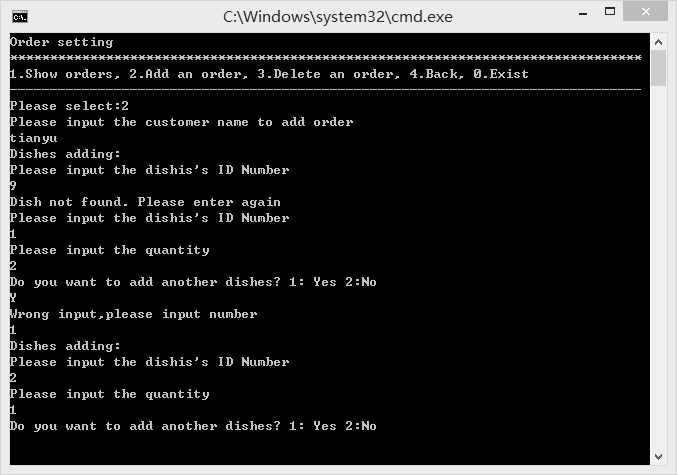 C:\Windows\system32\cmd.exe
Order setting
*******************************************************************************
1.Show orders, 2.Add an order, 3.Delete an order, 4.Back, 0.Exist
-------------------------------------------------------------------------------
Please select:2
Please input the customer name to add order
tianyu
Dishes adding:
Please input the dishis's ID Number
9
Dish not found. Please enter again
Please input the dishis's ID Number
1
Please input the quantity
2
Do you want to add another dishes? 1: Yes 2:No
Y
Wrong input,please input number
1
Dishes adding:
Please input the dishis's ID Number
2
Please input the quantity
1
Do you want to add another dishes? 1: Yes 2:No